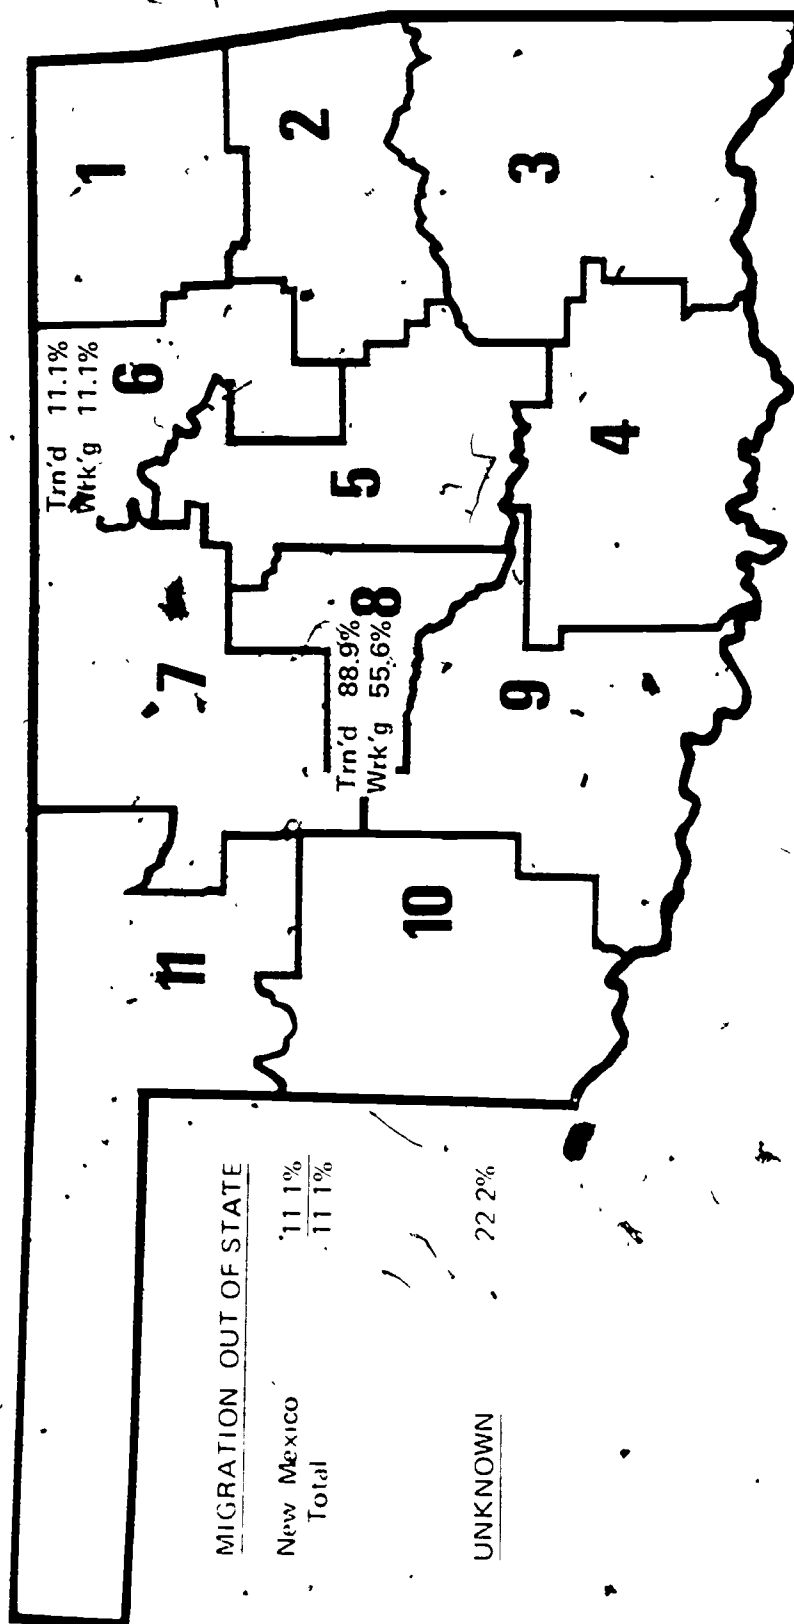 1
2
3
Trn'd 11.1%
Wrk'g 11.1%
6
5
4
7
8
Trn'd 88.9%
Wrk'g 55.6%
9
11
10
MIGRATION OUT OF STATE
New Mexico 11 1%
Total 11 1%
UNKNOWN 22 2%